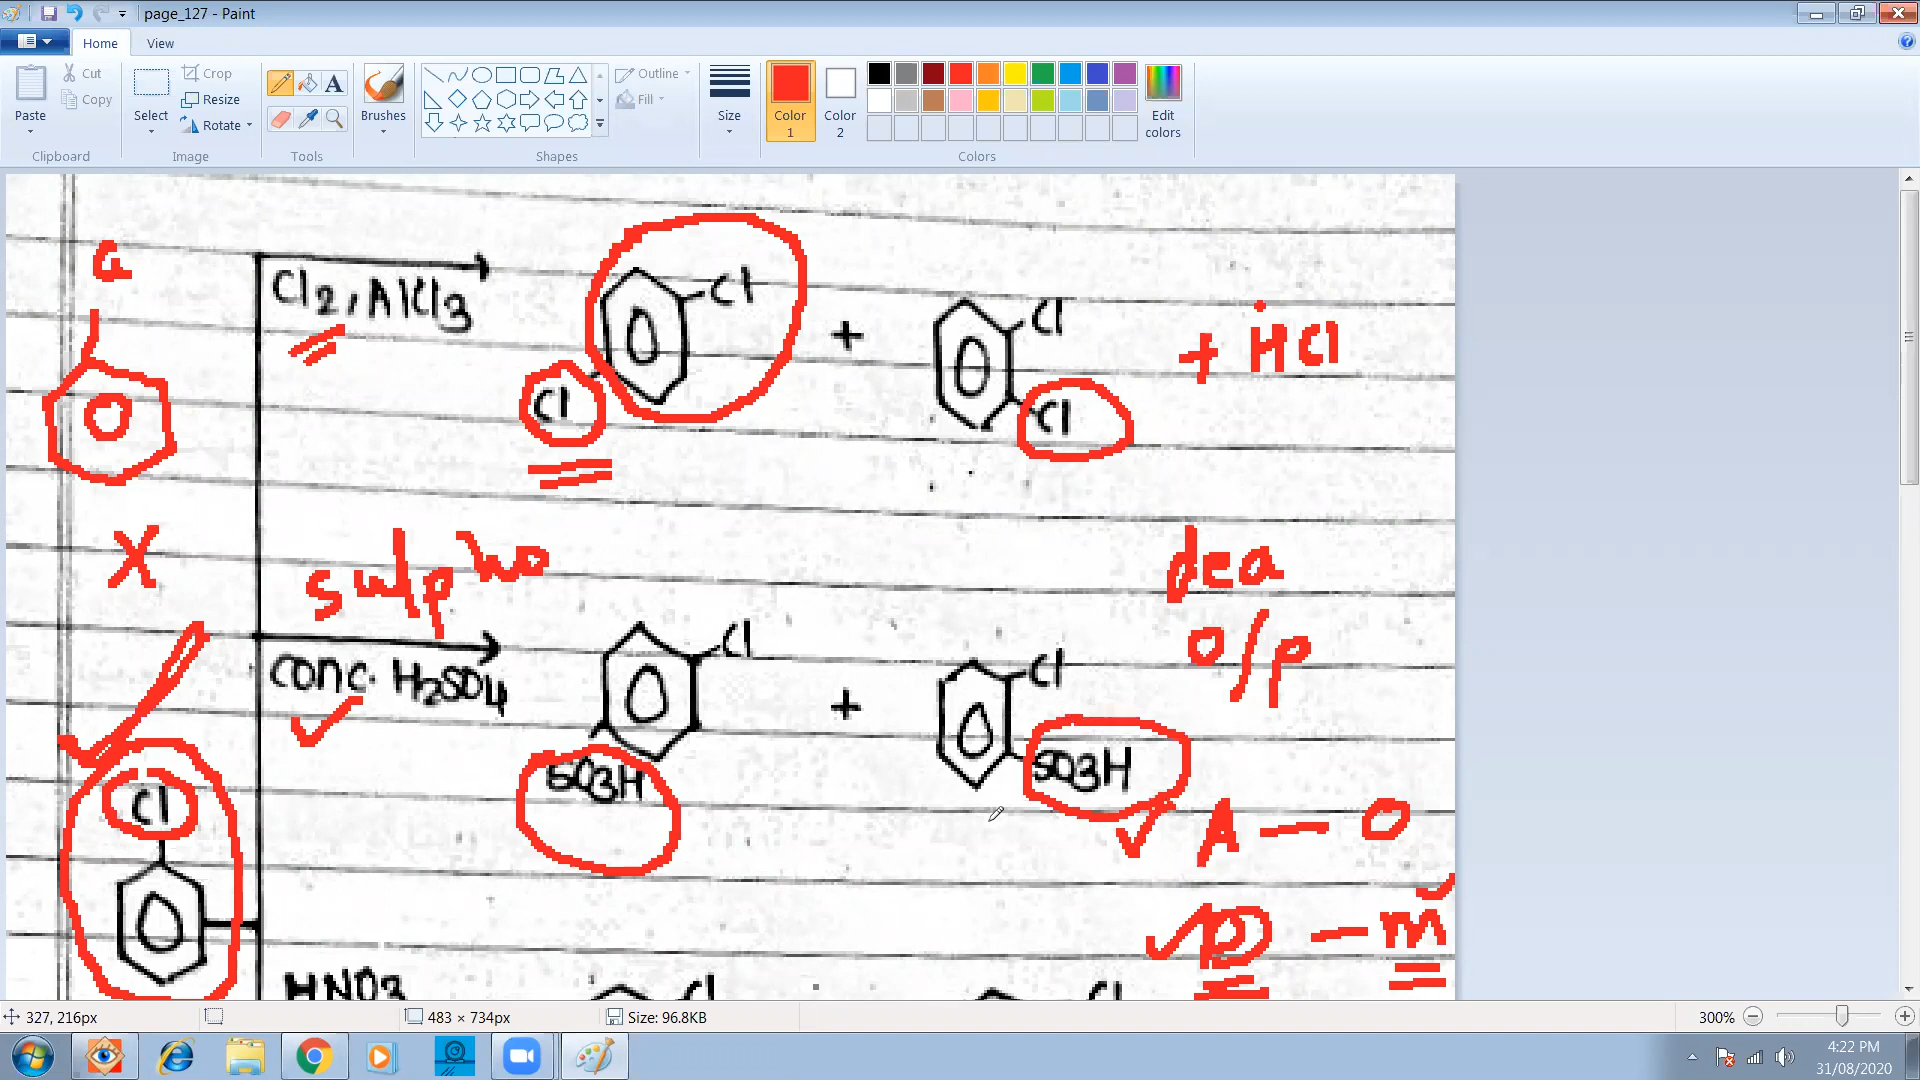 page_127 - Paint
Home View
Cut
Copy
Paste
Clipboard
Crop
Resize
Rotate
Select
Image
Tools
Brushes
Shapes
Outline
Fill
Size
Color 1
Color 2
Edit colors
Colors
Cl2, AlCl3
Cl
Cl
+
Cl
Cl
+ HCl
X
sulpho
dea
o/p
conc. H2SO4
Cl
SO3H
+
Cl
SO3H
A — O
Cl
D — m
HNO3
Cl
Cl
327, 216px
483 × 734px
Size: 96.8KB
300%
4:22 PM
31/08/2020